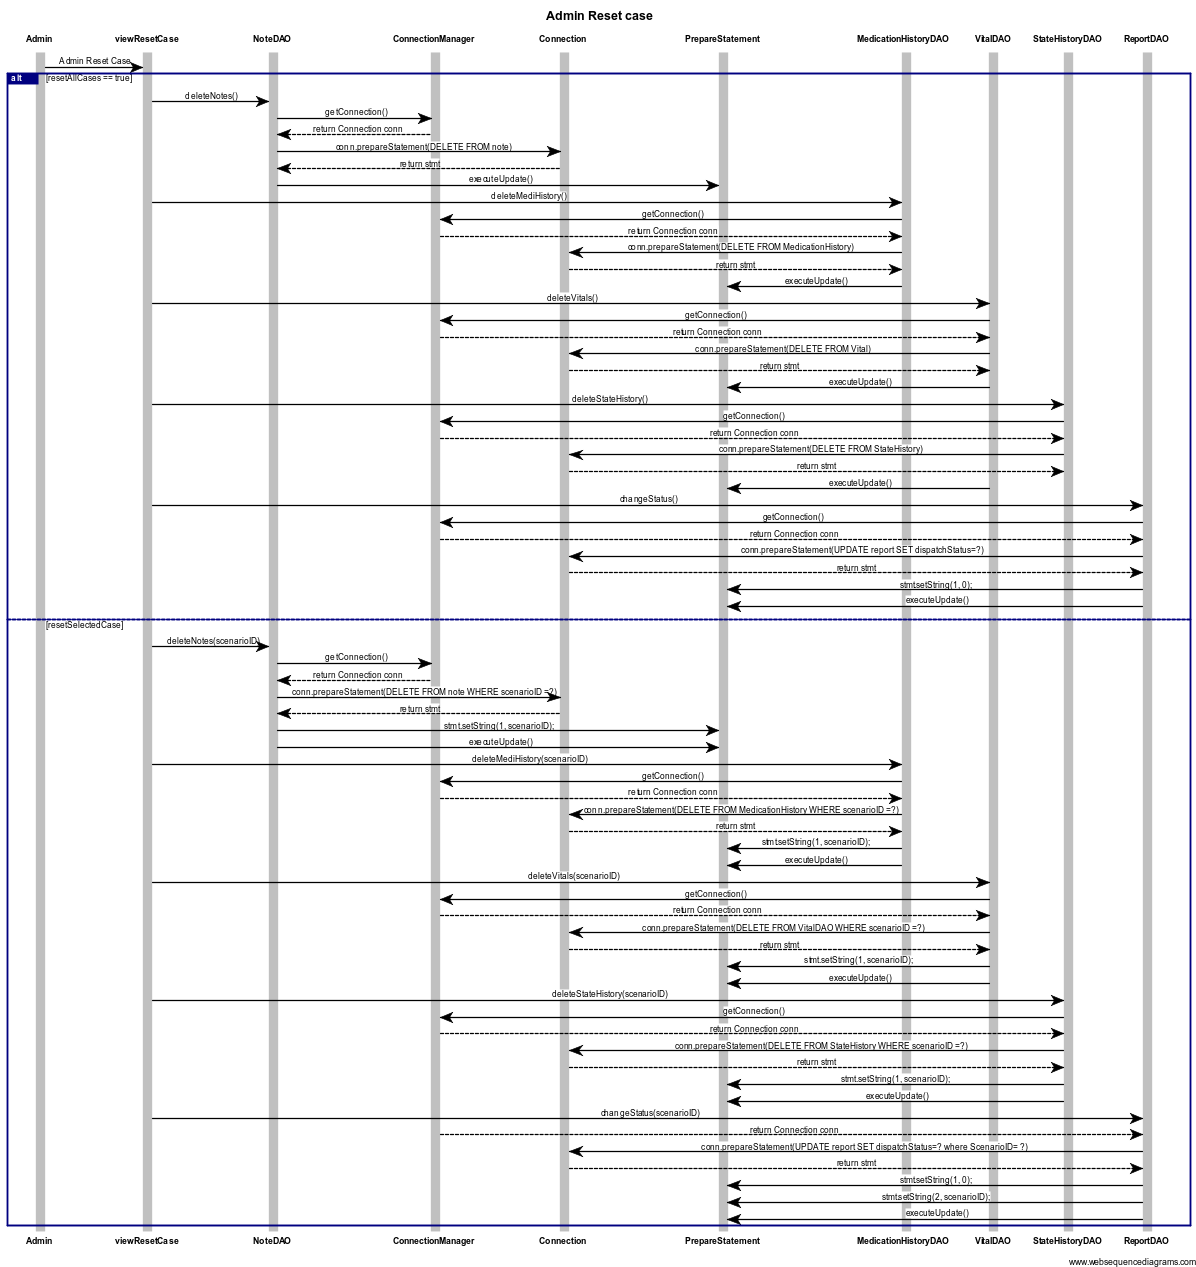 Admin Reset case
Admin viewResetCase NoteDAO ConnectionManager Connection PrepareStatement MedicationHistoryDAO VitalDAO StateHistoryDAO ReportDAO
Admin Reset Case
alt [resetAllCases == true]
deleteNotes()
getConnection()
return Connection conn
conn.prepareStatement(DELETE FROM note)
return stmt
executeUpdate()
deleteMediHistory()
getConnection()
return Connection conn
conn.prepareStatement(DELETE FROM MedicationHistory)
return stmt
executeUpdate()
deleteVitals()
getConnection()
return Connection conn
conn.prepareStatement(DELETE FROM Vital)
return stmt
executeUpdate()
deleteStateHistory()
getConnection()
return Connection conn
conn.prepareStatement(DELETE FROM StateHistory)
return stmt
executeUpdate()
changeStatus()
getConnection()
return Connection conn
conn.prepareStatement(UPDATE report SET dispatchStatus=?)
return stmt
stmt.setString(1, 0);
executeUpdate()
[resetSelectedCase]
deleteNotes(scenarioID)
getConnection()
return Connection conn
conn.prepareStatement(DELETE FROM note WHERE scenarioID =?)
return stmt
stmt.setString(1, scenarioID);
executeUpdate()
deleteMediHistory(scenarioID)
getConnection()
return Connection conn
conn.prepareStatement(DELETE FROM MedicationHistory WHERE scenarioID =?)
return stmt
stmt.setString(1, scenarioID);
executeUpdate()
deleteVitals(scenarioID)
getConnection()
return Connection conn
conn.prepareStatement(DELETE FROM VitalDAO WHERE scenarioID =?)
return stmt
stmt.setString(1, scenarioID);
executeUpdate()
deleteStateHistory(scenarioID)
getConnection()
return Connection conn
conn.prepareStatement(DELETE FROM StateHistory WHERE scenarioID =?)
return stmt
stmt.setString(1, scenarioID);
executeUpdate()
changeStatus(scenarioID)
return Connection conn
conn.prepareStatement(UPDATE report SET dispatchStatus=? where ScenarioID= ?)
return stmt
stmt.setString(1, 0);
stmt.setString(2, scenarioID);
executeUpdate()
Admin viewResetCase NoteDAO ConnectionManager Connection PrepareStatement MedicationHistoryDAO VitalDAO StateHistoryDAO ReportDAO
www.websequencediagrams.com